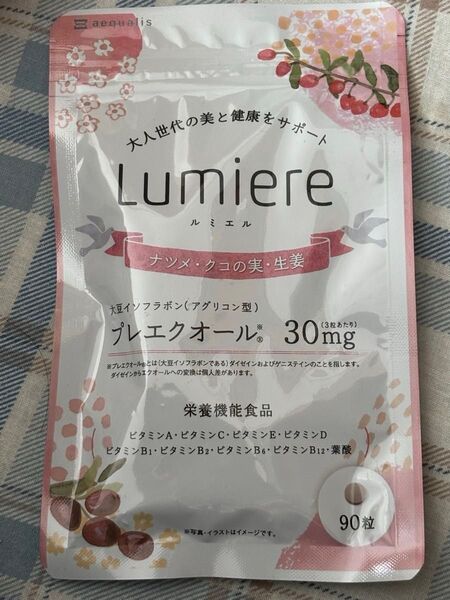 aequalis
大人世代の美と健康をサポート
Lumiere
ルミエル
ナツメ・クコの実・生姜
大豆イソフラボン(アグリコン型)
プレエクオール※® 30mg (3粒あたり)
※プレエクオール®とは(大豆イソフラボンである)ダイゼインおよびゲニステインのことを指します。
ダイゼインからエクオールへの変換は個人差があります。
栄養機能食品
ビタミンA・ビタミンC・ビタミンE・ビタミンD
ビタミンB1・ビタミンB2・ビタミンB6・ビタミンB12・葉酸
90粒
※写真・イラストはイメージです。